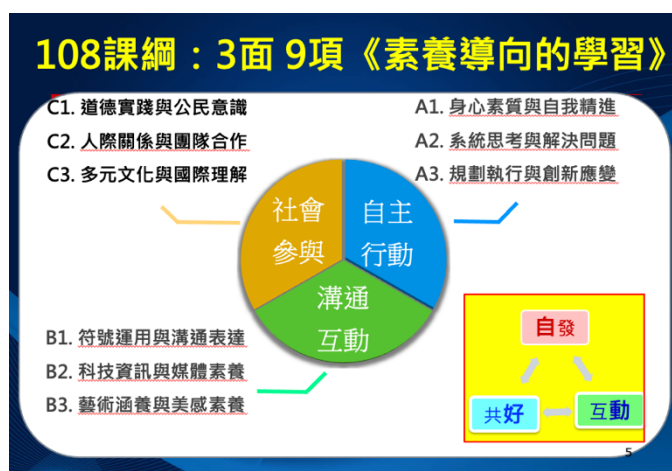 108課綱：3面 9項《素養導向的學習》
C1. 道德實踐與公民意識
C2. 人際關係與團隊合作
C3. 多元文化與國際理解
A1. 身心素質與自我精進
A2. 系統思考與解決問題
A3. 規劃執行與創新應變
社會
參與
自主
行動
溝通
互動
B1. 符號運用與溝通表達
B2. 科技資訊與媒體素養
B3. 藝術涵養與美感素養
自發
共好
互動
5